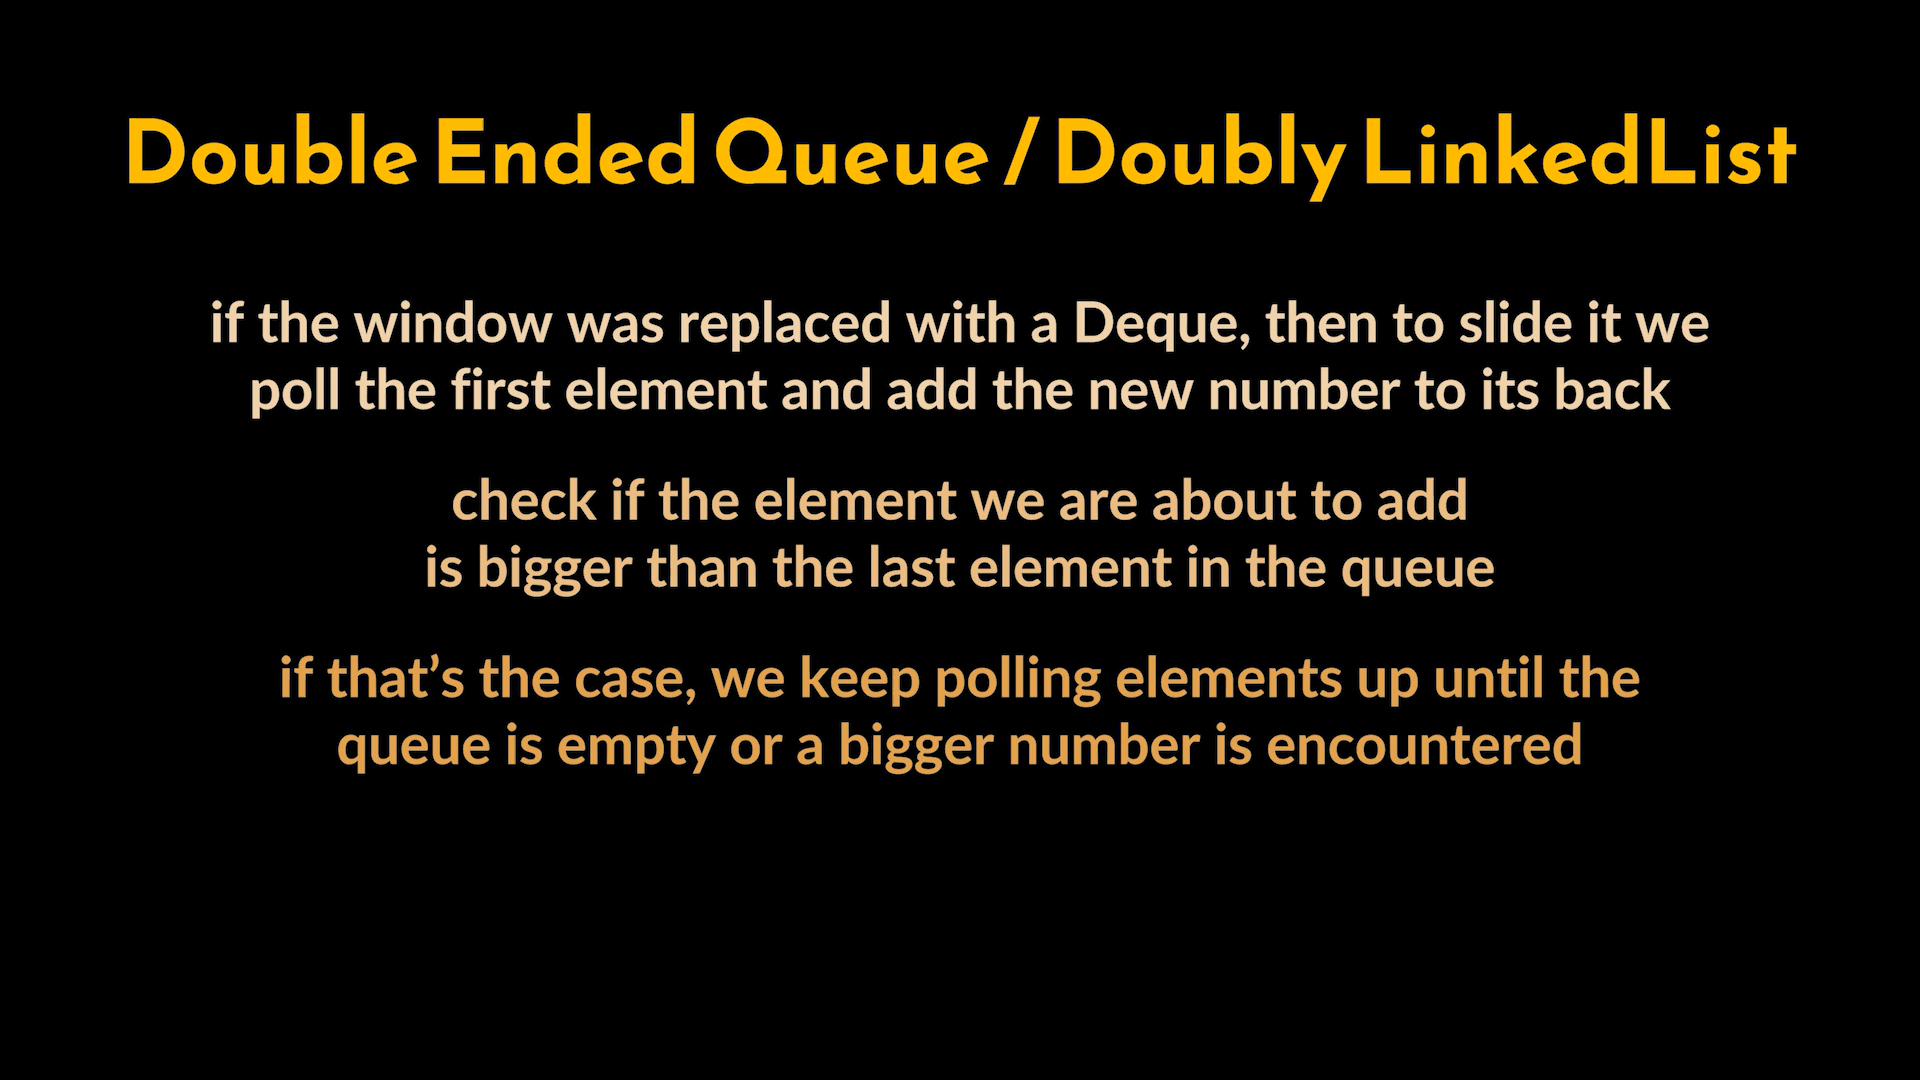 Double Ended Queue / Doubly LinkedList
if the window was replaced with a Deque, then to slide it we
poll the first element and add the new number to its back
check if the element we are about to add
is bigger than the last element in the queue
if that’s the case, we keep polling elements up until the
queue is empty or a bigger number is encountered